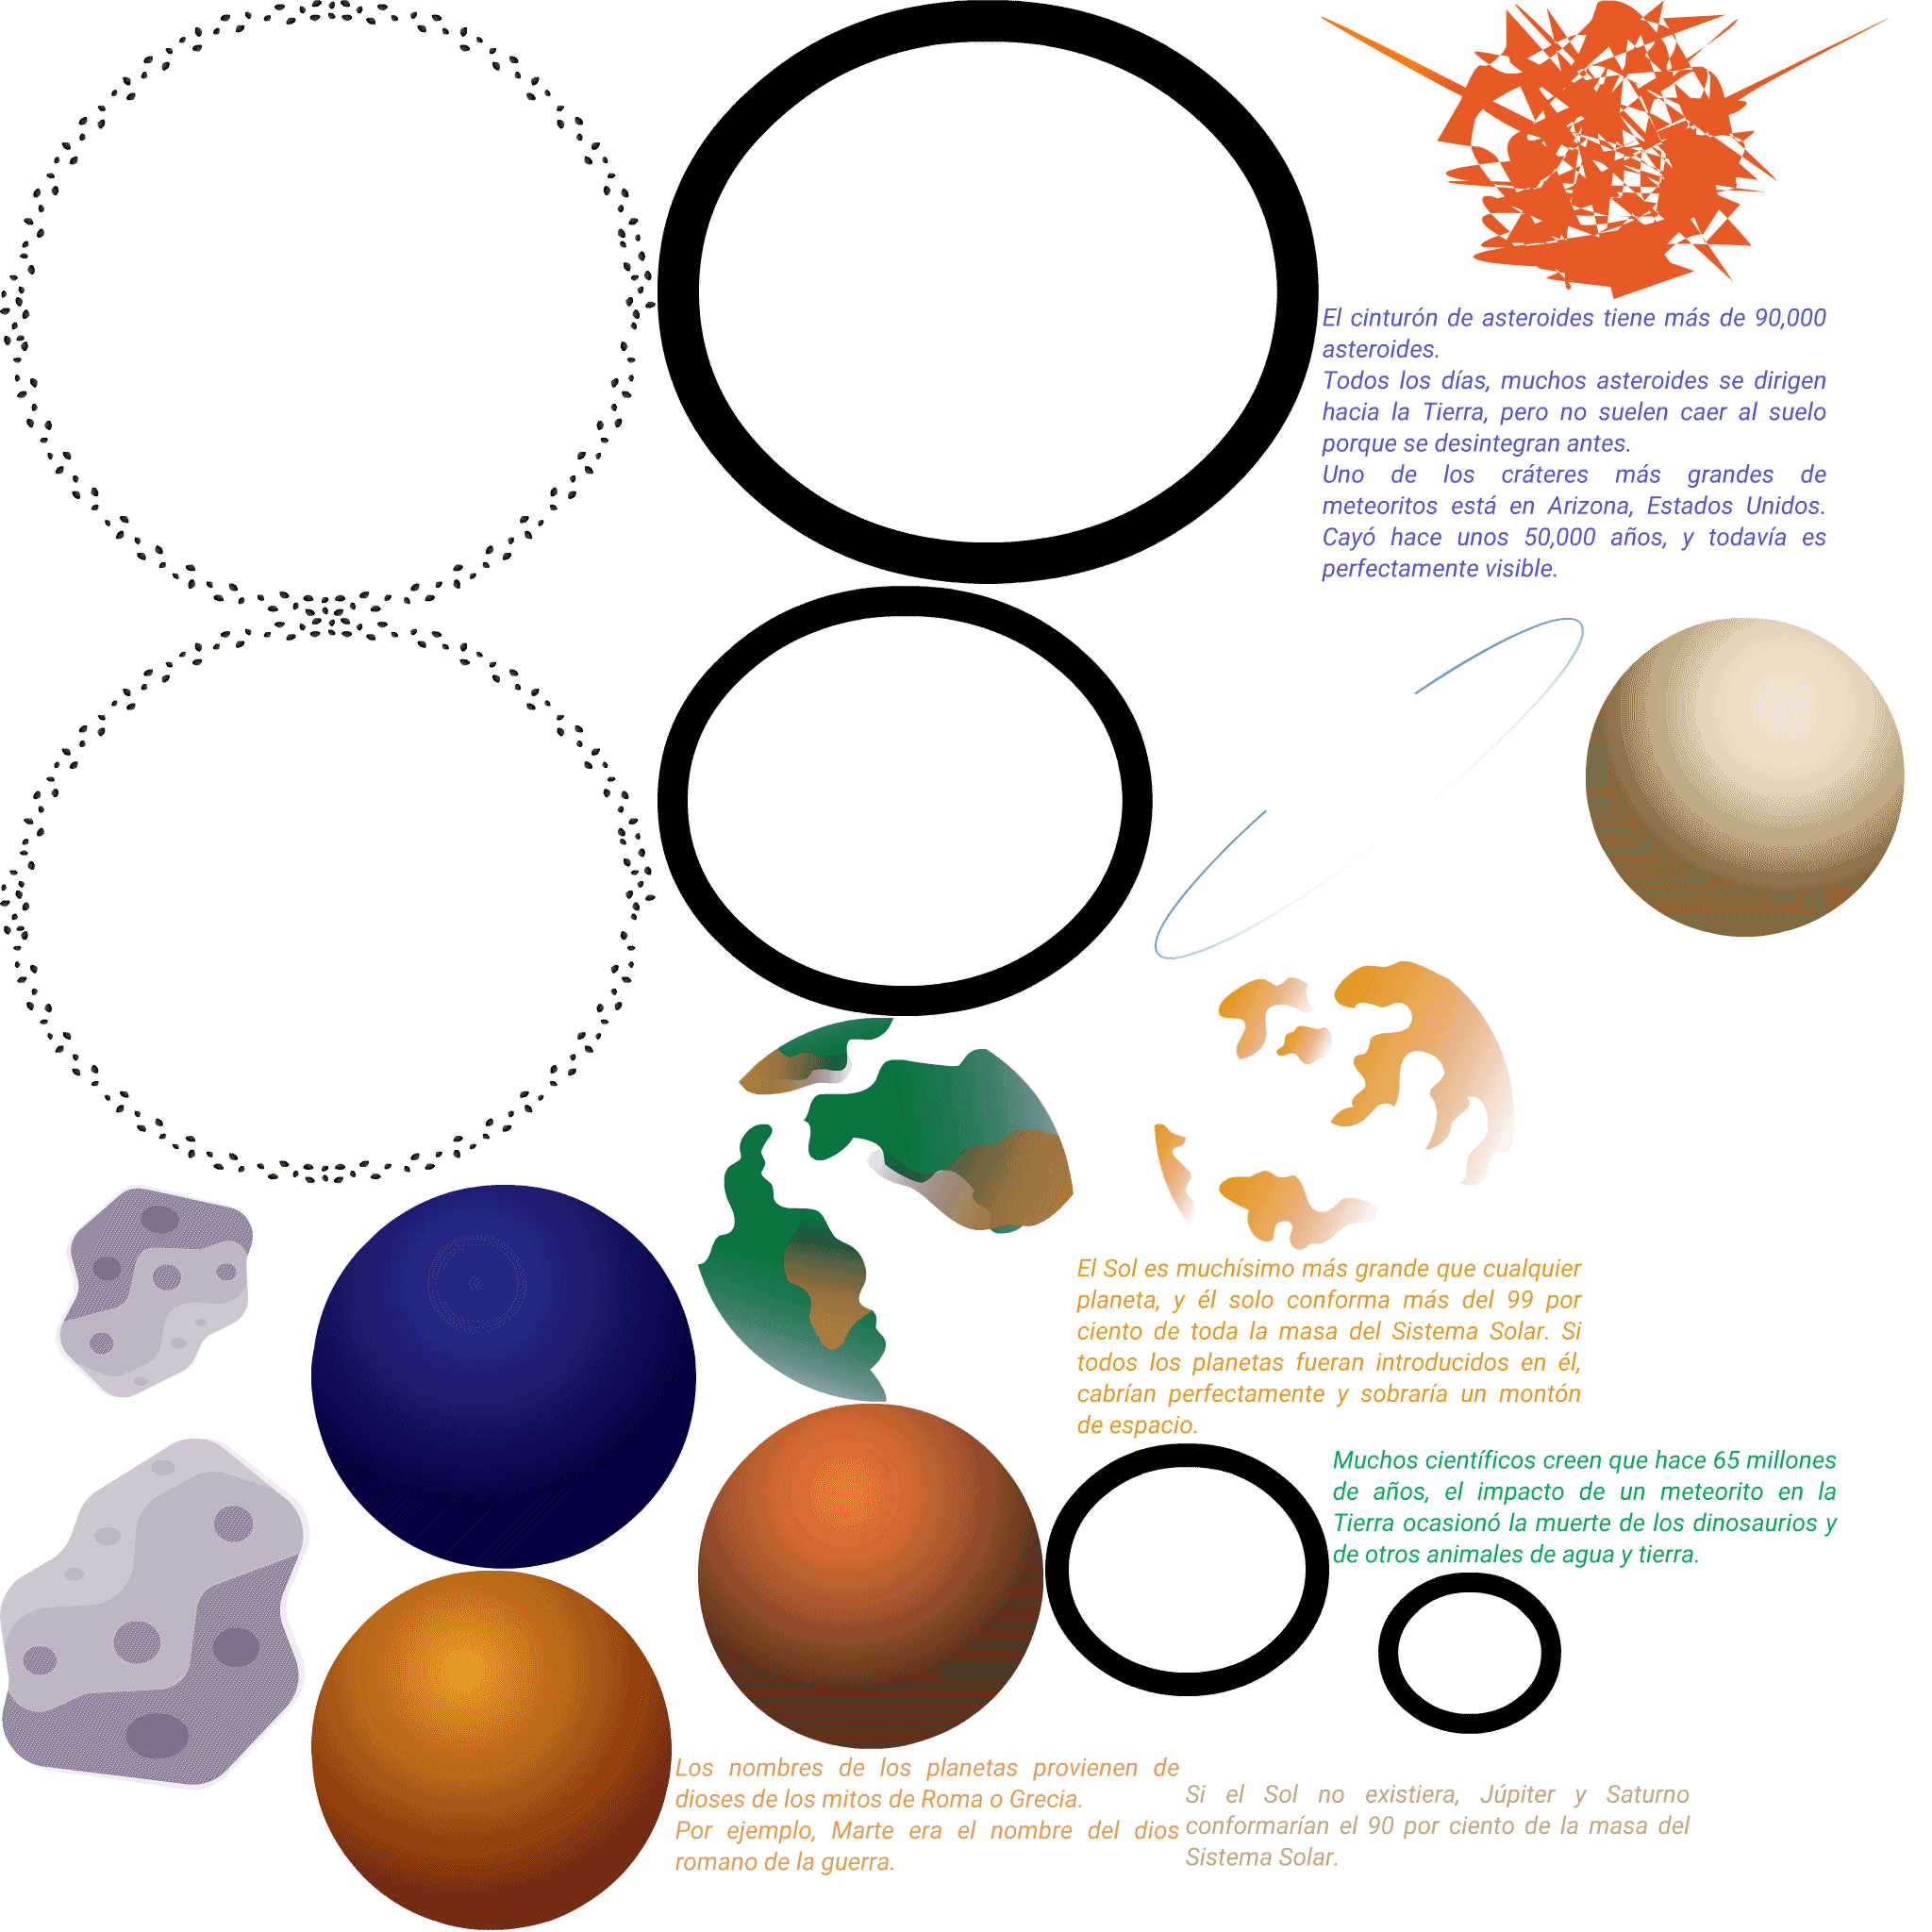 El cinturón de asteroides tiene más de 90,000
asteroides.
Todos los días, muchos asteroides se dirigen
hacia la Tierra, pero no suelen caer al suelo
porque se desintegran antes.
Uno de los cráteres más grandes de
meteoritos está en Arizona, Estados Unidos.
Cayó hace unos 50,000 años, y todavía es
perfectamente visible.
El Sol es muchísimo más grande que cualquier
planeta, y él solo conforma más del 99 por
ciento de toda la masa del Sistema Solar. Si
todos los planetas fueran introducidos en él,
cabrían perfectamente y sobraría un montón
de espacio.
Muchos científicos creen que hace 65 millones
de años, el impacto de un meteorito en la
Tierra ocasionó la muerte de los dinosaurios y
de otros animales de agua y tierra.
Los nombres de los planetas provienen de
dioses de los mitos de Roma o Grecia.
Por ejemplo, Marte era el nombre del dios
romano de la guerra.
Si el Sol no existiera, Júpiter y Saturno
conformarían el 90 por ciento de la masa del
Sistema Solar.